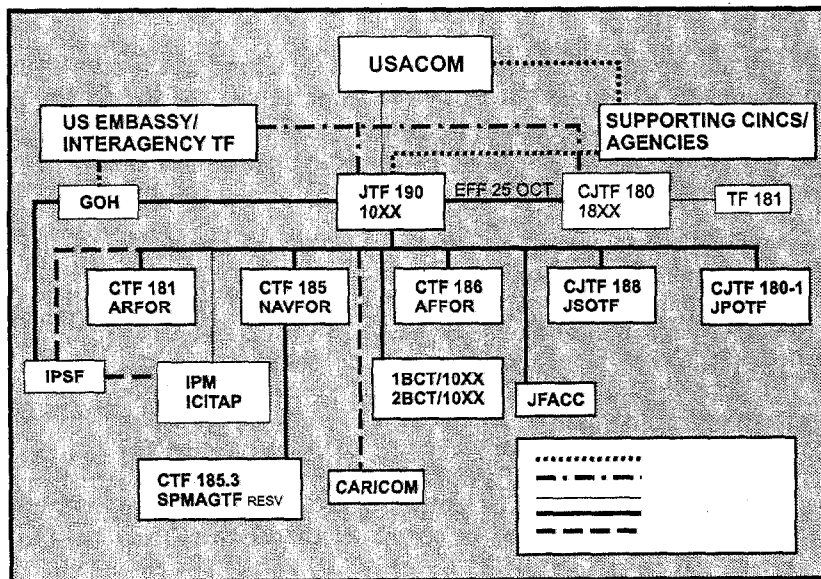 USACOM
US EMBASSY/
INTERAGENCY TF
SUPPORTING CINCS/
AGENCIES
GOH
JTF 190
10XX
EFF 25 OCT
CJTF 180
18XX
TF 181
CTF 181
ARFOR
CTF 185
NAVFOR
CTF 186
AFFOR
CJTF 188
JSOTF
CJTF 180-1
JPOTF
IPSF
IPM
ICITAP
1BCT/10XX
2BCT/10XX
JFACC
CTF 185.3
SPMAGTF RESV
CARICOM